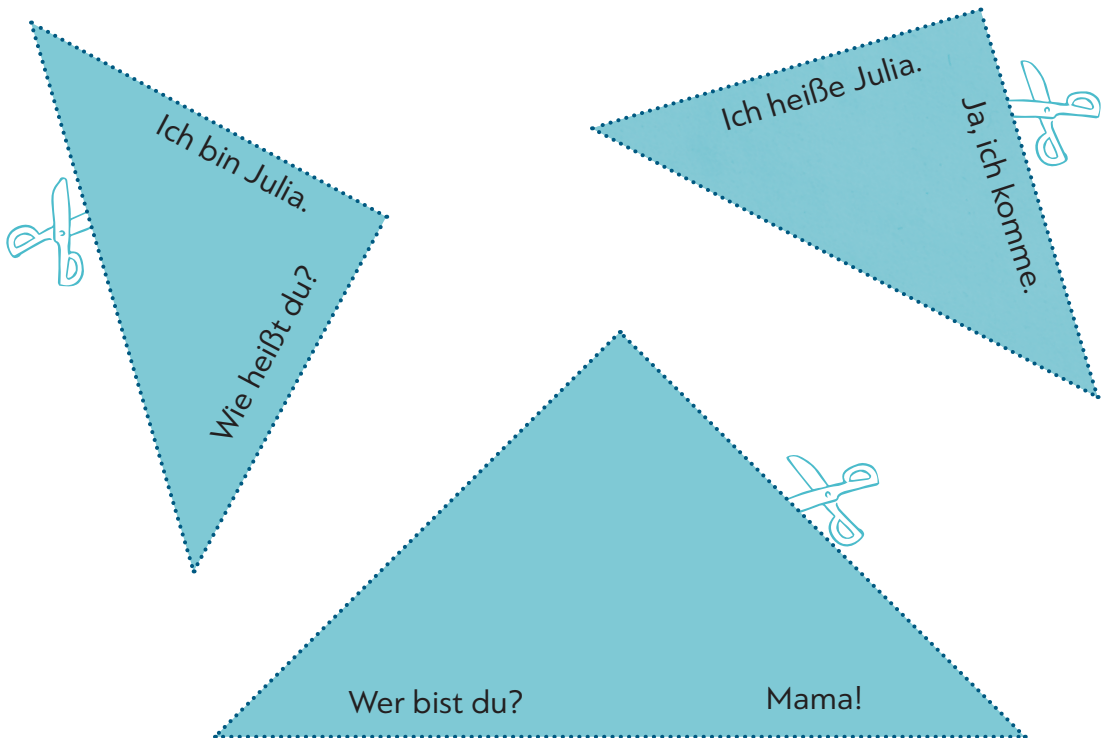 Ich bin Julia.
Wie heißt du?
Ich heiße Julia.
Ja, ich komme.
Wer bist du?
Mama!